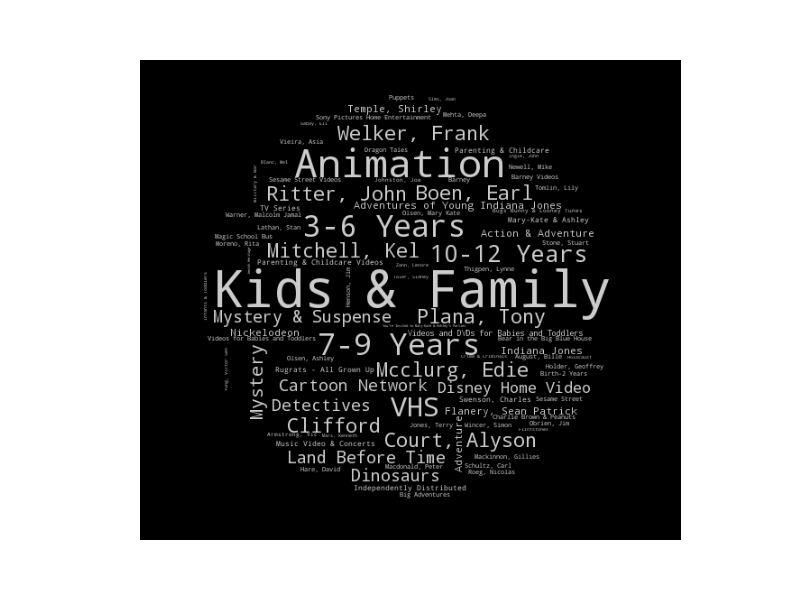 Puppets
Temple, Shirley
Mehta, Deepa
Sony Pictures Home Entertainment
Welker, Frank
Vieira, Asia
Dragon Tales
Parenting & Childcare
Animation
Newell, Mike
Sesame Street Videos
Johnston, Joe
Barney
Barney Videos
Ritter, John
Boen, Earl
Tomlin, Lily
TV Series
Adventures of Young Indiana Jones
Warner, Malcolm Jamal
Olsen, Mary Kate
Bugs Bunny & Looney Tunes
3-6 Years
Mary-Kate & Ashley
Lathan, Stan
Action & Adventure
Magic School Bus
Moreno, Rita
Stone, Stuart
Mitchell, Kel
10-12 Years
Parenting & Childcare Videos
Thigpen, Lynne
Henson, Jim
Kids & Family
Mystery & Suspense
Plana, Tony
Nickelodeon
Videos and DVDs for Babies and Toddlers
Videos for Babies and Toddlers
7-9 Years
Bear in the Big Blue House
Indiana Jones
Olsen, Ashley
August, Bille
Rugrats - All Grown Up
Mcclurg, Edie
Holder, Geoffrey
Birth-2 Years
Mystery
Cartoon Network
Disney Home Video
Swenson, Charles
Sesame Street
Detectives
VHS
Flanery, Sean Patrick
Charlie Brown & Peanuts
Clifford
Jones, Terry
Wincer, Simon
Obrien, Jim
Flintstones
Adventure
Court, Alyson
Music Video & Concerts
Land Before Time
Mackinnon, Gillies
Hare, David
Macdonald, Peter
Schultz, Carl
Roeg, Nicolas
Dinosaurs
Independently Distributed
Big Adventures